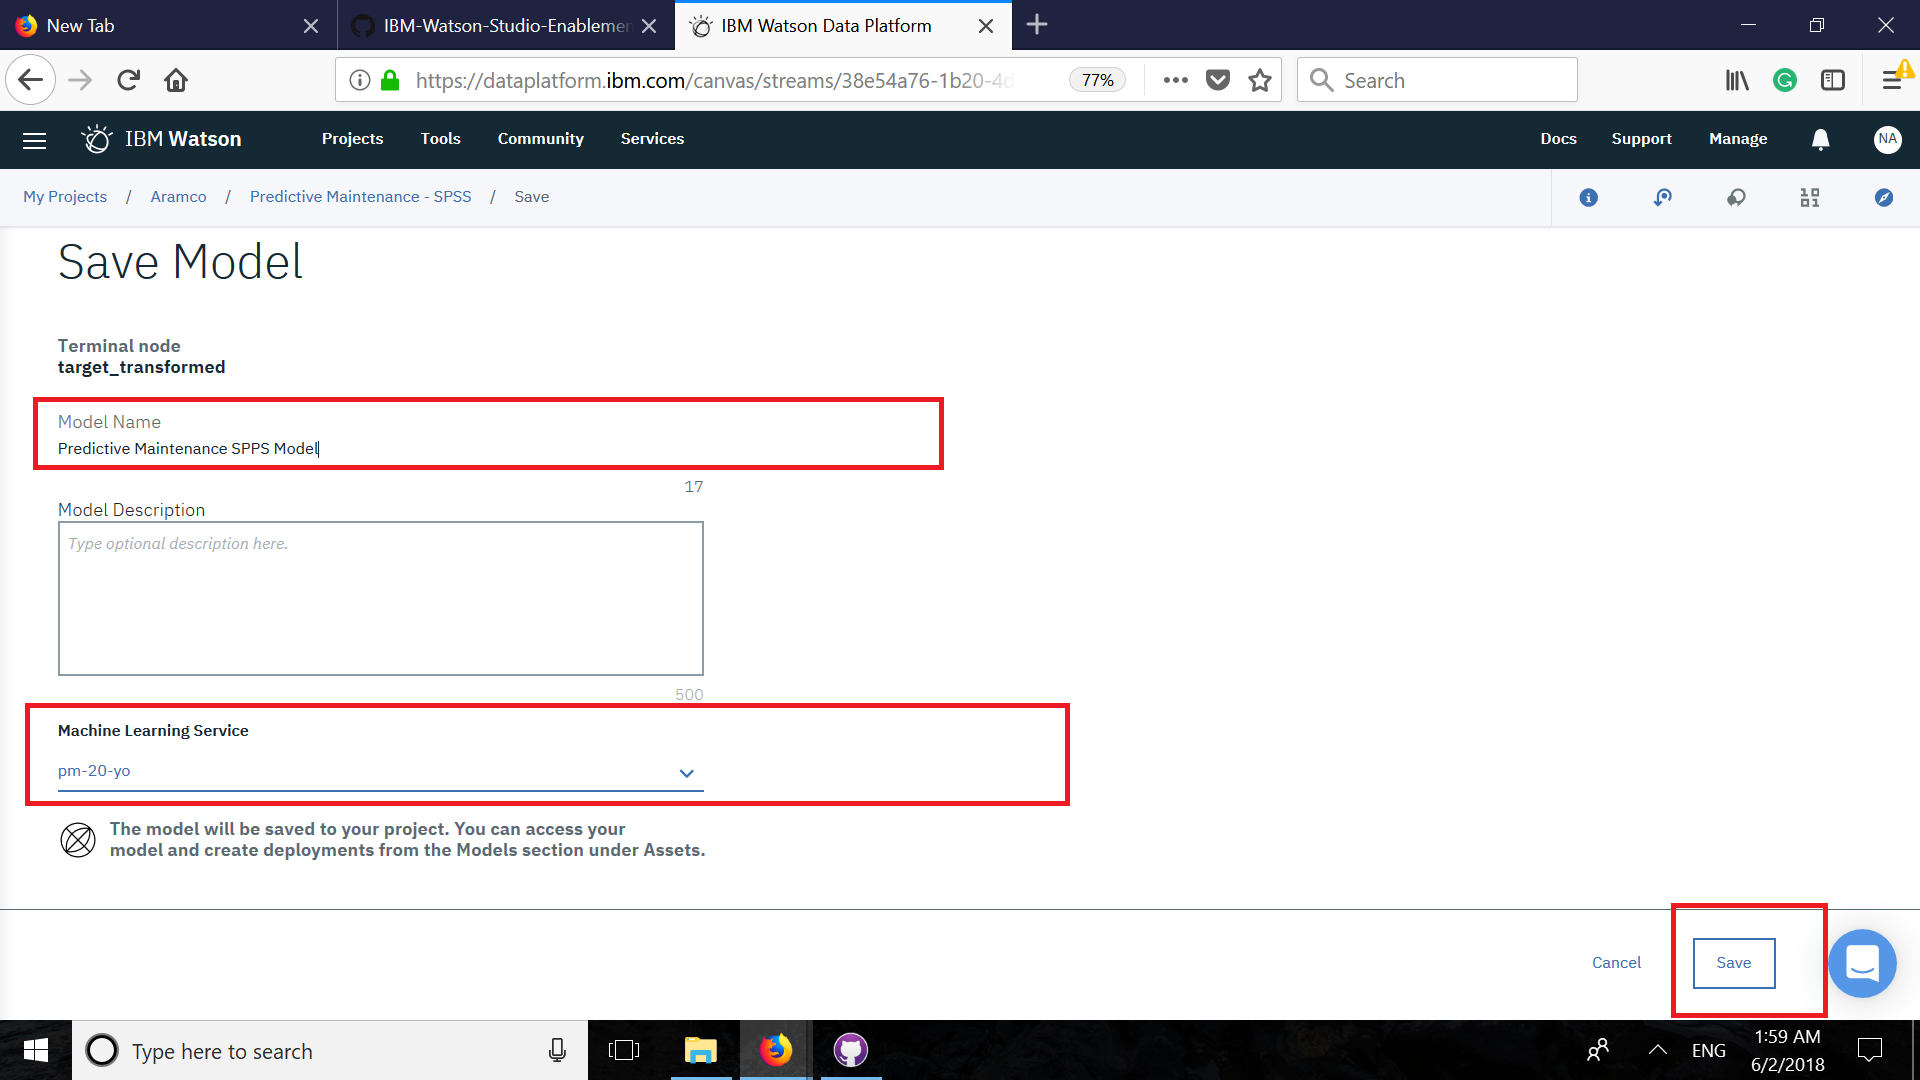 New Tab
IBM-Watson-Studio-Enablemen
IBM Watson Data Platform
https://dataplatform.ibm.com/canvas/streams/38e54a76-1b20-4d
77%
Search
IBM Watson
Projects
Tools
Community
Services
Docs
Support
Manage
NA
My Projects / Aramco / Predictive Maintenance - SPSS / Save
Save Model
Terminal node
target_transformed
Model Name
Predictive Maintenance SPPS Model
17
Model Description
Type optional description here.
500
Machine Learning Service
pm-20-yo
The model will be saved to your project. You can access your
model and create deployments from the Models section under Assets.
Cancel
Save
Type here to search
ENG
1:59 AM
6/2/2018